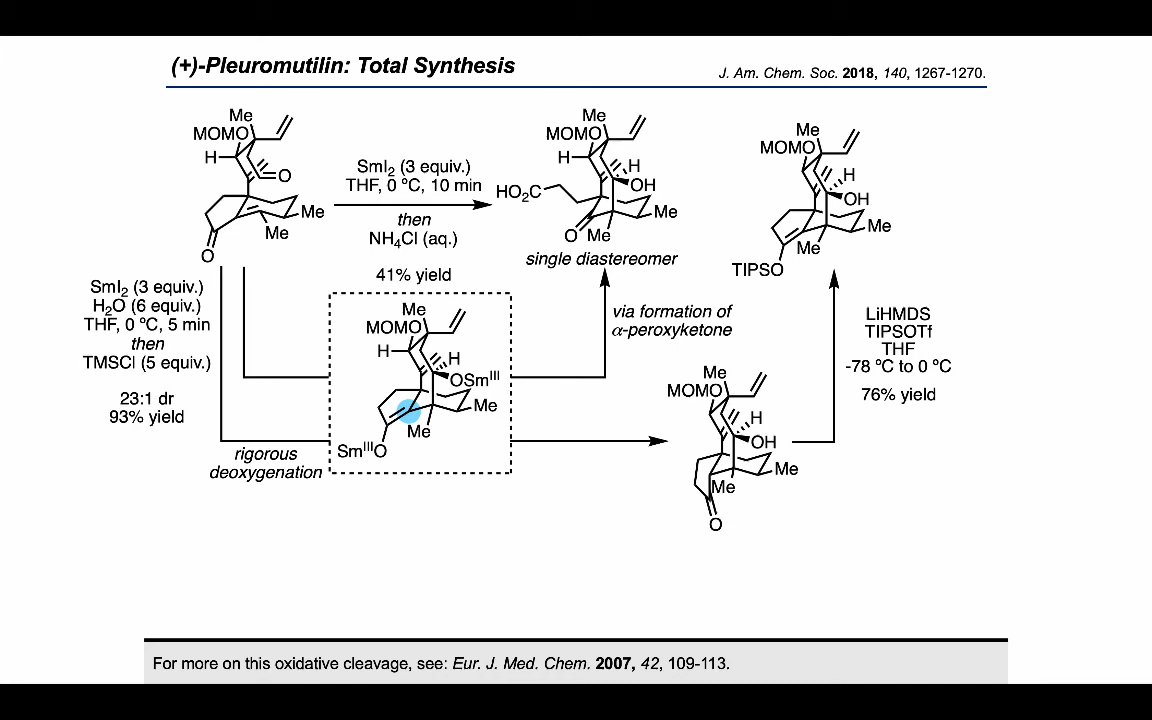 (+)-Pleuromutilin: Total Synthesis
J. Am. Chem. Soc. 2018, 140, 1267-1270.
Me
MOMO
H
O
Me
Me
O
SmI₂ (3 equiv.)
THF, 0 ºC, 10 min
then
NH₄Cl (aq.)
41% yield
Me
MOMO
H
H
OH
HO₂C
Me
O
Me
single diastereomer
Me
MOMO
H
OH
Me
Me
TIPSO
SmI₂ (3 equiv.)
H₂O (6 equiv.)
THF, 0 ºC, 5 min
then
TMSCl (5 equiv.)
23:1 dr
93% yield
rigorous
deoxygenation
Me
MOMO
H
H
OSmᴵᴵᴵ
Me
Me
SmᴵᴵᴵO
via formation of
α-peroxyketone
Me
MOMO
H
OH
Me
Me
O
LiHMDS
TIPSOTf
THF
-78 ºC to 0 ºC
76% yield
For more on this oxidative cleavage, see: Eur. J. Med. Chem. 2007, 42, 109-113.